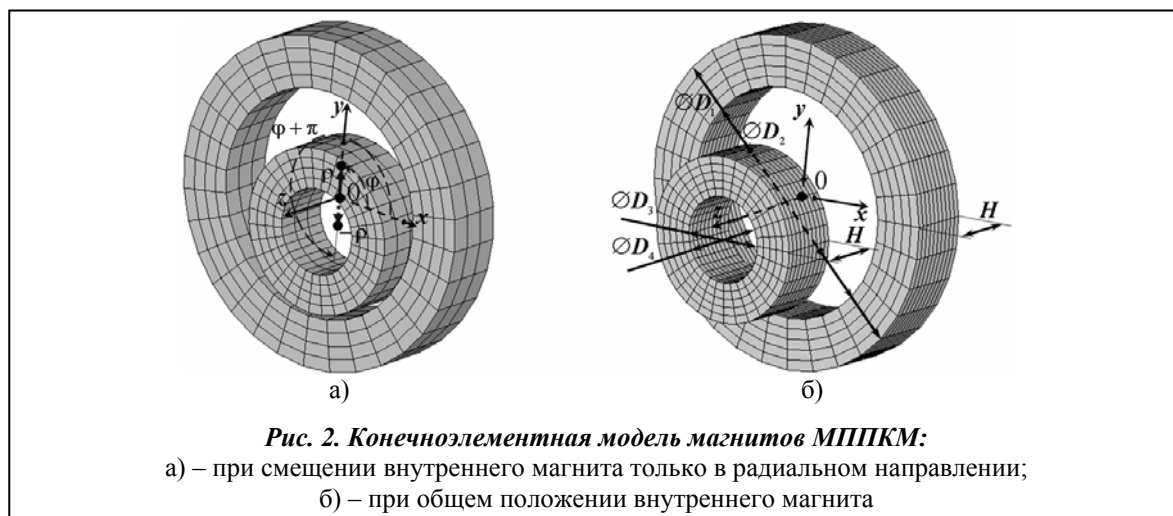 y
φ + π
ρ
0
φ
z
x
–ρ
а)
∅D₁
∅D₂
y
0
x
z
H
H
∅D₃
∅D₄
б)
Рис. 2. Конечноэлементная модель магнитов МППКМ:
а) – при смещении внутреннего магнита только в радиальном направлении;
б) – при общем положении внутреннего магнита